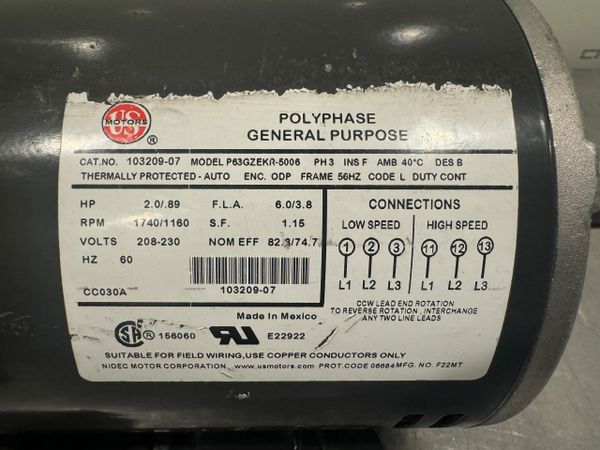 US
MOTORS
®
POLYPHASE
GENERAL PURPOSE
CAT.NO. 103209-07 MODEL P63GZEKR-5006 PH 3 INS F AMB 40°C DES B
THERMALLY PROTECTED - AUTO ENC. ODP FRAME 56HZ CODE L DUTY CONT
HP 2.0/.89 F.L.A. 6.0/3.8
RPM 1740/1160 S.F. 1.15
VOLTS 208-230 NOM EFF 82.3/74.7
HZ 60
CC030A
103209-07
CONNECTIONS
LOW SPEED HIGH SPEED
1 2 3 11 12 13
L1 L2 L3 L1 L2 L3
CCW LEAD END ROTATION
TO REVERSE ROTATION, INTERCHANGE
ANY TWO LINE LEADS
Made in Mexico
SA ® 156060 RU E22922
SUITABLE FOR FIELD WIRING,USE COPPER CONDUCTORS ONLY
NIDEC MOTOR CORPORATION www.usmotors.com PROT.CODE 06684 MFG. NO. F22MT